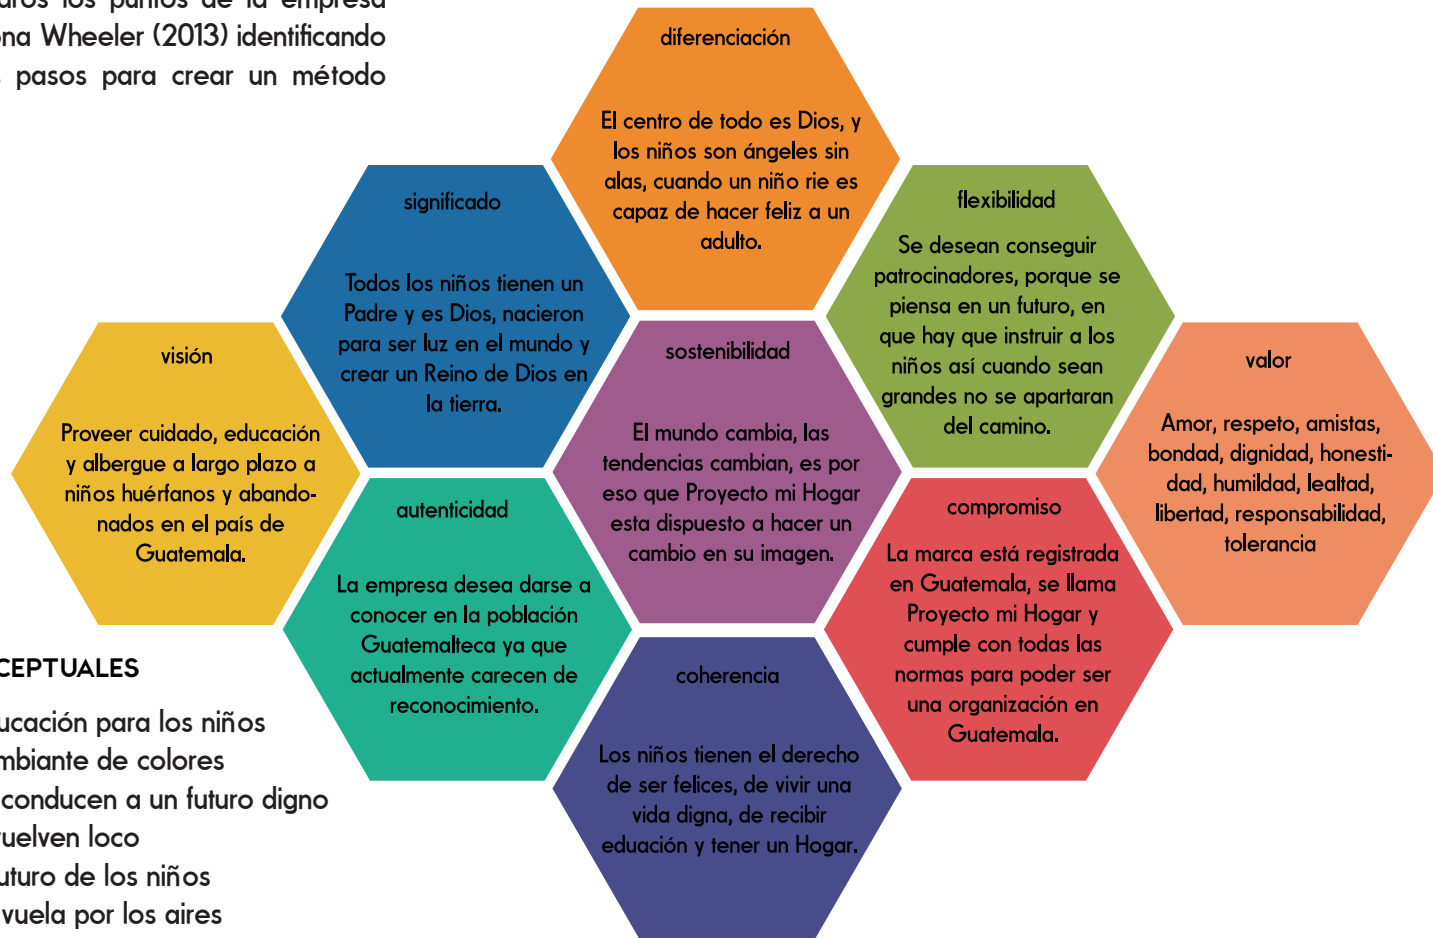 aros los puntos de la empresa
ona Wheeler (2013) identificando
s pasos para crear un método
diferenciación
El centro de todo es Dios, y
los niños son ángeles sin
alas, cuando un niño rie es
capaz de hacer feliz a un
adulto.
significado
Todos los niños tienen un
Padre y es Dios, nacieron
para ser luz en el mundo y
crear un Reino de Dios en
la tierra.
flexibilidad
Se desean conseguir
patrocinadores, porque se
piensa en un futuro, en
que hay que instruir a los
niños así cuando sean
grandes no se apartaran
del camino.
visión
Proveer cuidado, educación
y albergue a largo plazo a
niños huérfanos y abando-
nados en el país de
Guatemala.
sostenibilidad
El mundo cambia, las
tendencias cambian, es por
eso que Proyecto mi Hogar
esta dispuesto a hacer un
cambio en su imagen.
valor
Amor, respeto, amistas,
bondad, dignidad, honesti-
dad, humildad, lealtad,
libertad, responsabilidad,
tolerancia
autenticidad
La empresa desea darse a
conocer en la población
Guatemalteca ya que
actualmente carecen de
reconocimiento.
compromiso
La marca está registrada
en Guatemala, se llama
Proyecto mi Hogar y
cumple con todas las
normas para poder ser
una organización en
Guatemala.
coherencia
Los niños tienen el derecho
de ser felices, de vivir una
vida digna, de recibir
eduación y tener un Hogar.
CEPTUALES
ucación para los niños
mbiante de colores
conducen a un futuro digno
vuelven loco
uturo de los niños
vuela por los aires